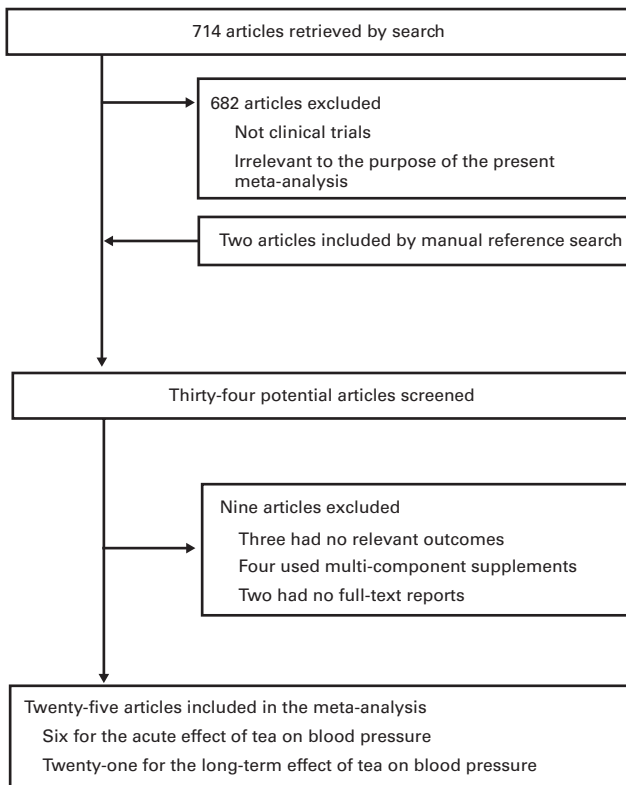 714 articles retrieved by search
682 articles excluded
Not clinical trials
Irrelevant to the purpose of the present
meta-analysis
Two articles included by manual reference search
Thirty-four potential articles screened
Nine articles excluded
Three had no relevant outcomes
Four used multi-component supplements
Two had no full-text reports
Twenty-five articles included in the meta-analysis
Six for the acute effect of tea on blood pressure
Twenty-one for the long-term effect of tea on blood pressure